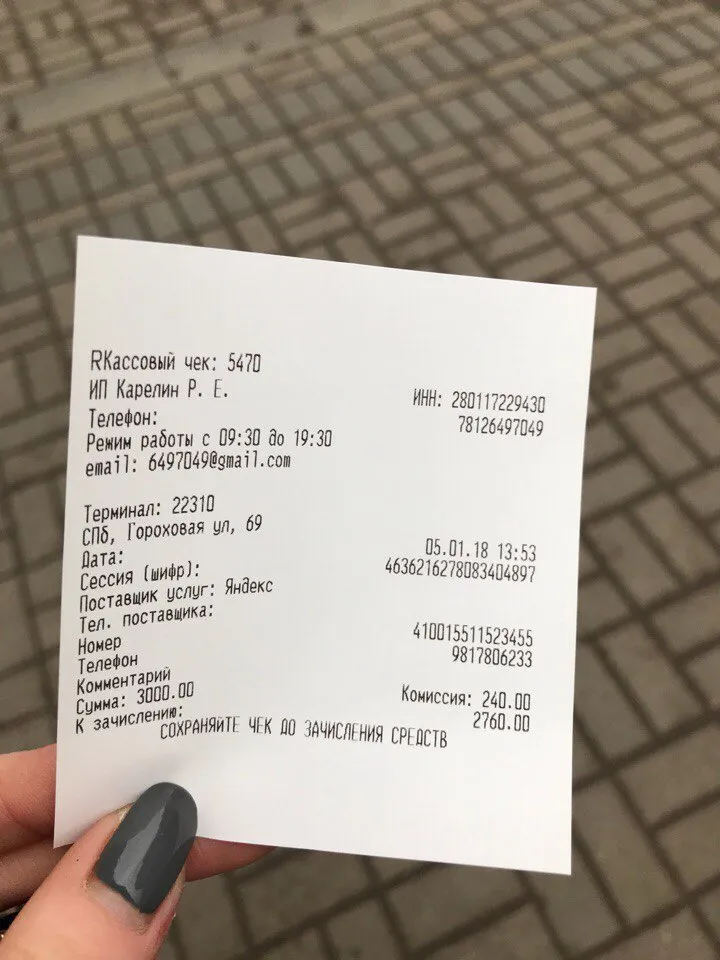 RКассовый чек: 5470
ИП Карелин Р. Е. ИНН: 280117229430
Телефон: 78126497049
Режим работы с 09:30 до 19:30
email: 6497049@gmail.com
Терминал: 22310
СПб, Гороховая ул, 69
Дата: 05.01.18 13:53
Сессия (шифр): 4636216278083404897
Поставщик услуг: Яндекс
Тел. поставщика:
Номер 410015511523455
Телефон 9817806233
Комментарий
Сумма: 3000.00 Комиссия: 240.00
К зачислению: 2760.00
СОХРАНЯЙТЕ ЧЕК ДО ЗАЧИСЛЕНИЯ СРЕДСТВ